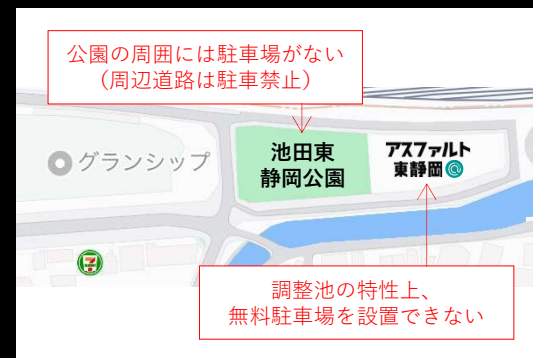 公園の周囲には駐車場がない
（周辺道路は駐車禁止）
グランシップ
池田東
静岡公園
アスファルト
東静岡
調整池の特性上、
無料駐車場を設置できない